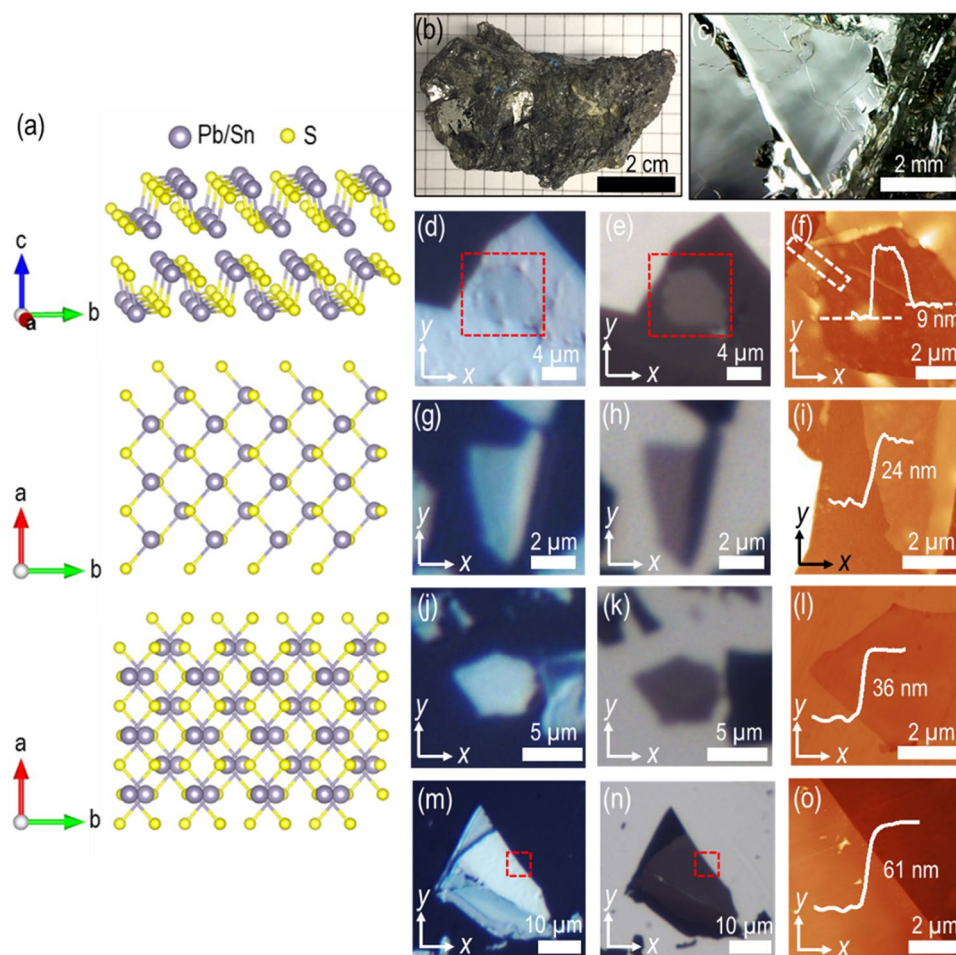 (a)
Pb/Sn S
c
a b
a
b
a
b
(b)
2 cm
(c)
2 mm
(d)
y
x
4 μm
(e)
y
x
4 μm
(f)
9 nm
2 μm
(g)
y
x
2 μm
(h)
y
x
2 μm
(i)
24 nm
y
x
2 μm
(j)
y
x
5 μm
(k)
y
x
5 μm
(l)
36 nm
2 μm
(m)
y
x
10 μm
(n)
y
x
10 μm
(o)
61 nm
2 μm